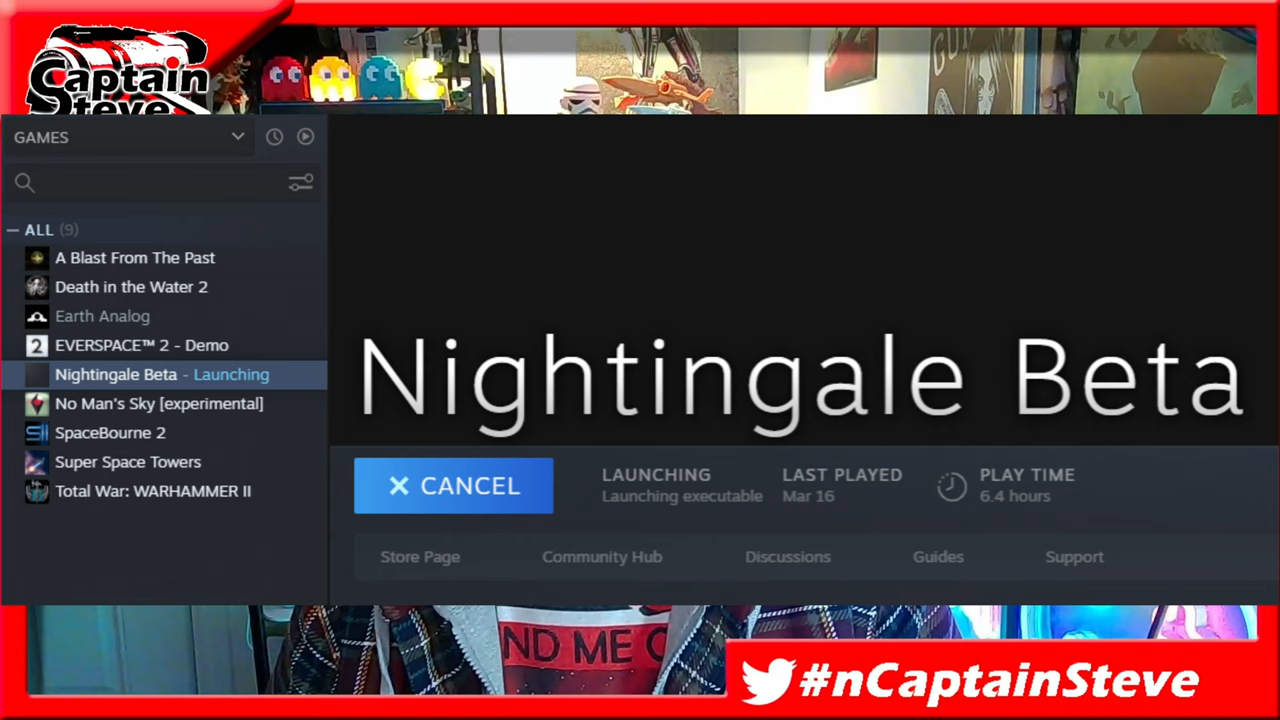 Captain
Steve
GAMES
ALL (9)
A Blast From The Past
Death in the Water 2
Earth Analog
EVERSPACE™ 2 - Demo
Nightingale Beta - Launching
No Man's Sky [experimental]
SpaceBourne 2
Super Space Towers
Total War: WARHAMMER II
Nightingale Beta
CANCEL
LAUNCHING
Launching executable
LAST PLAYED
Mar 16
PLAY TIME
6.4 hours
Store Page Community Hub Discussions Guides Support
ND ME
#nCaptainSteve